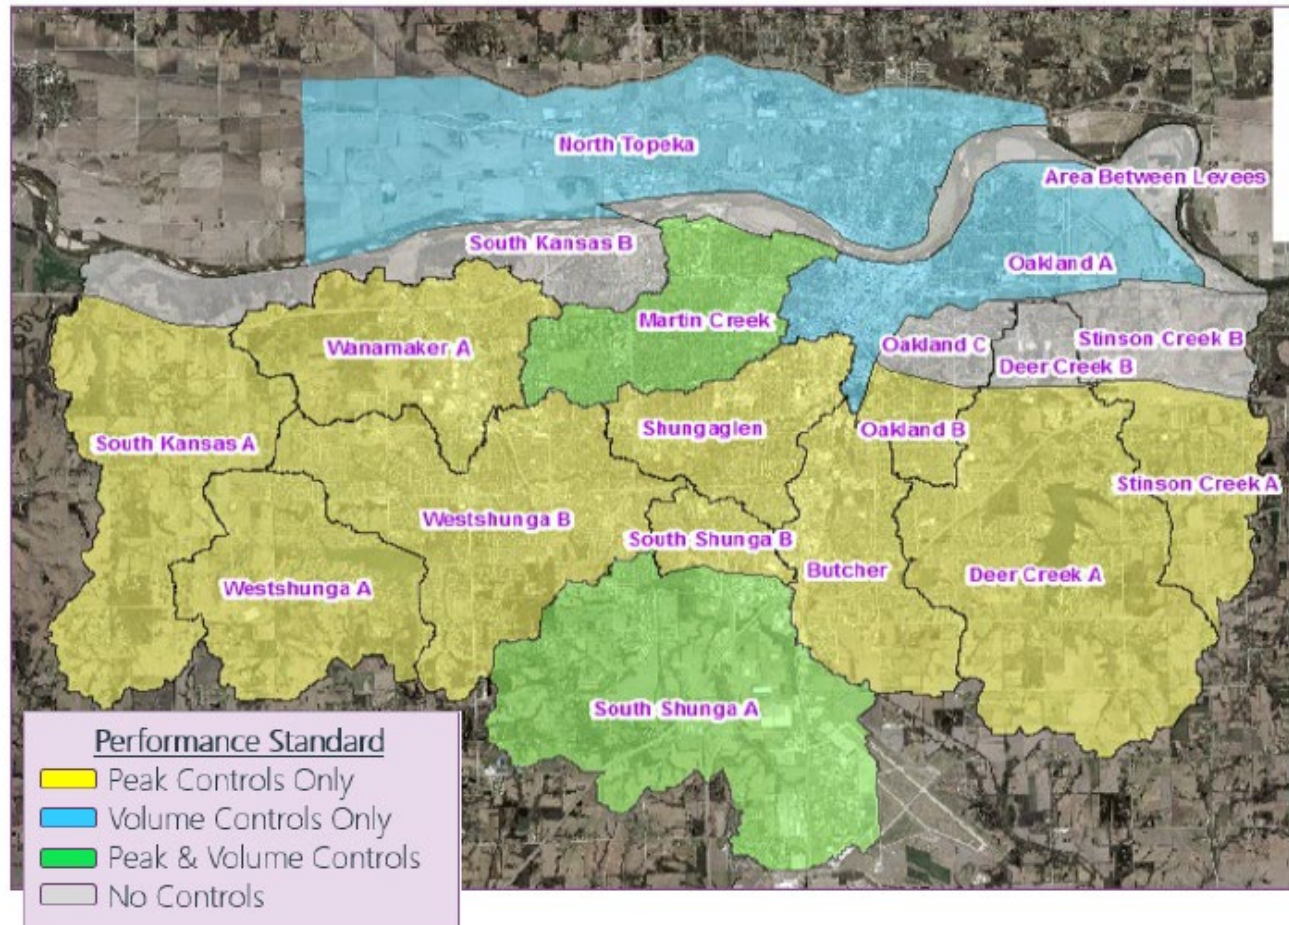 North Topeka
Area Between Levees
South Kansas B
Oakland A
Martin Creek
Wanamaker A
Oakland C
Stinson Creek B
Deer Creek B
South Kansas A
Shungaglen
Oakland B
Stinson Creek A
Westshunga B
South Shunga B
Butcher
Deer Creek A
Westshunga A
South Shunga A
Performance Standard
Peak Controls Only
Volume Controls Only
Peak & Volume Controls
No Controls